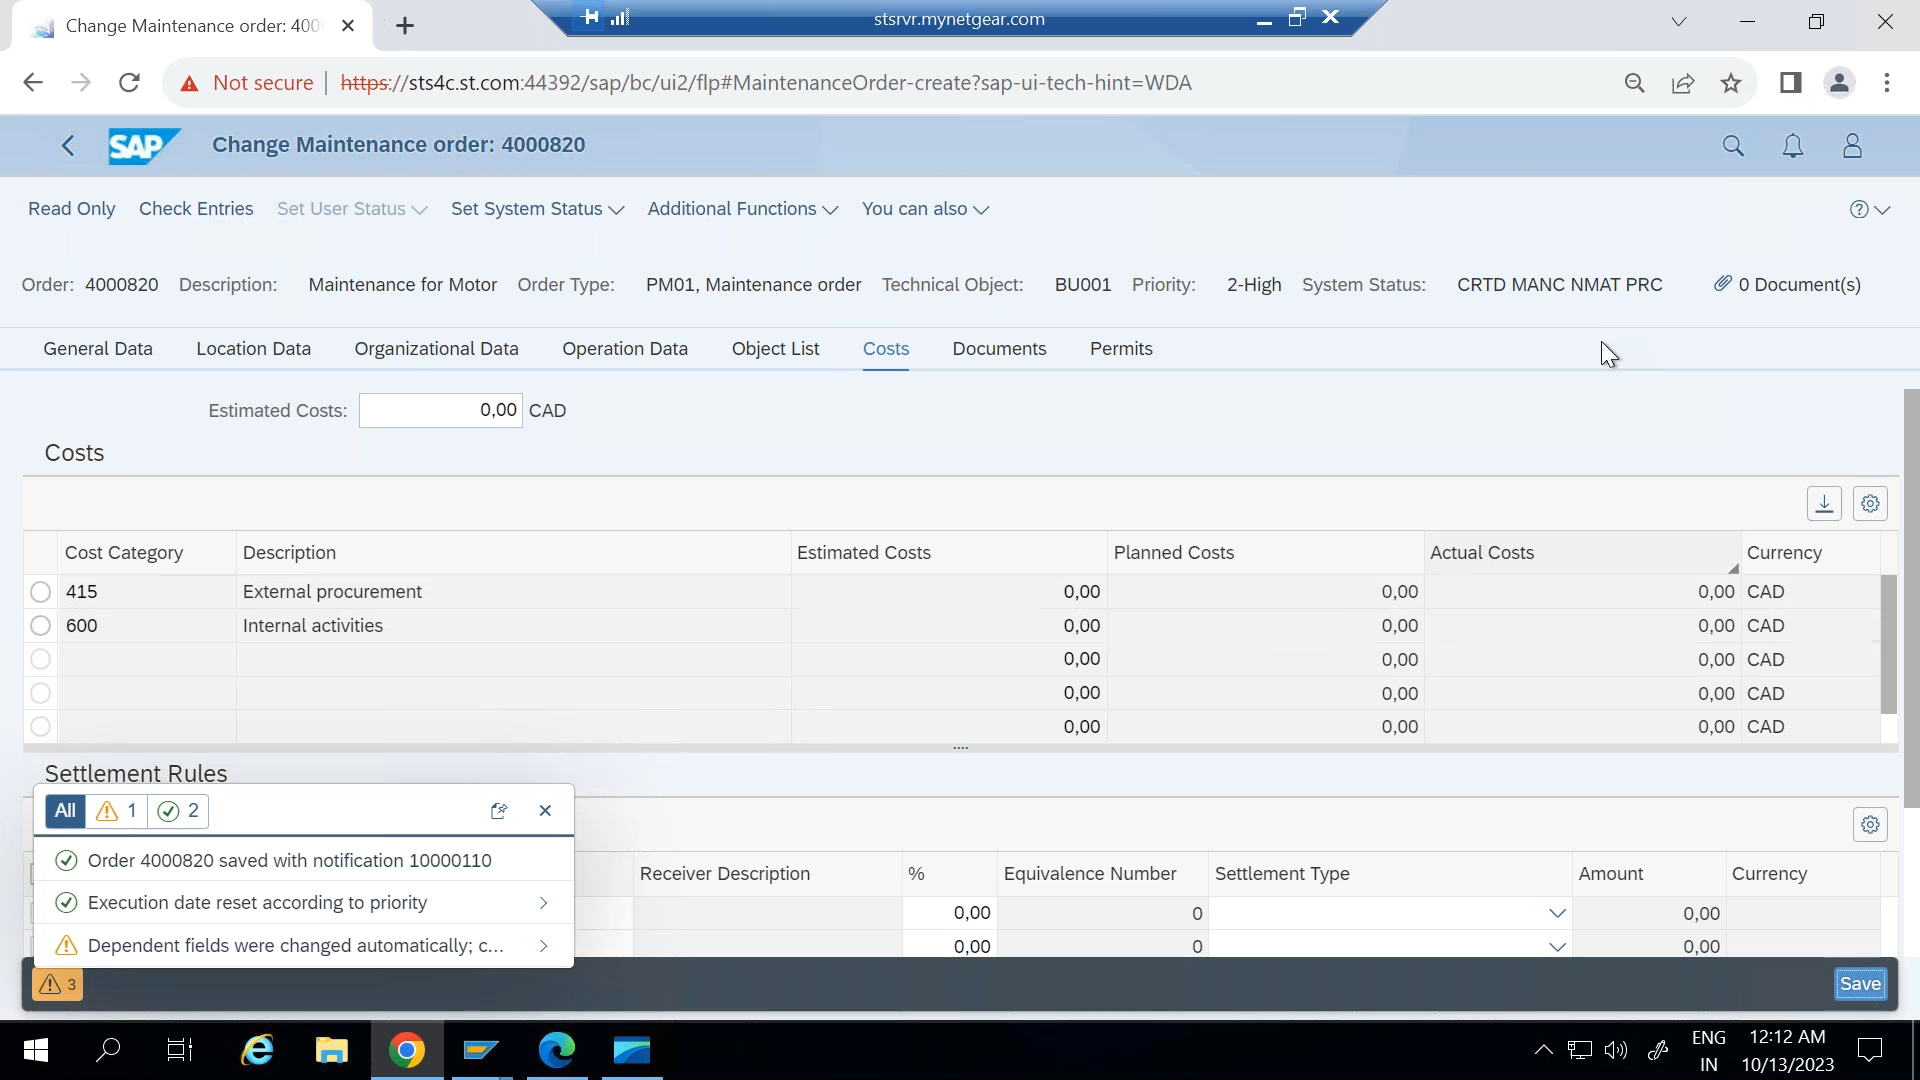 Change Maintenance order: 400
stsrvr.mynetgear.com
Not secure https://sts4c.st.com:44392/sap/bc/ui2/flp#MaintenanceOrder-create?sap-ui-tech-hint=WDA
SAP Change Maintenance order: 4000820
Read Only Check Entries Set User Status Set System Status Additional Functions You can also
Order: 4000820 Description: Maintenance for Motor Order Type: PM01, Maintenance order Technical Object: BU001 Priority: 2-High System Status: CRTD MANC NMAT PRC 0 Document(s)
General Data Location Data Organizational Data Operation Data Object List Costs Documents Permits
Estimated Costs: 0,00 CAD
Costs
Cost Category Description Estimated Costs Planned Costs Actual Costs Currency
415 External procurement 0,00 0,00 0,00 CAD
600 Internal activities 0,00 0,00 0,00 CAD
0,00 0,00 0,00 CAD
0,00 0,00 0,00 CAD
0,00 0,00 0,00 CAD
Settlement Rules
All 1 2
Order 4000820 saved with notification 10000110
Execution date reset according to priority
Dependent fields were changed automatically; c...
Receiver Description % Equivalence Number Settlement Type Amount Currency
0,00 0 0,00
0,00 0 0,00
3
Save
ENG
IN
12:12 AM
10/13/2023